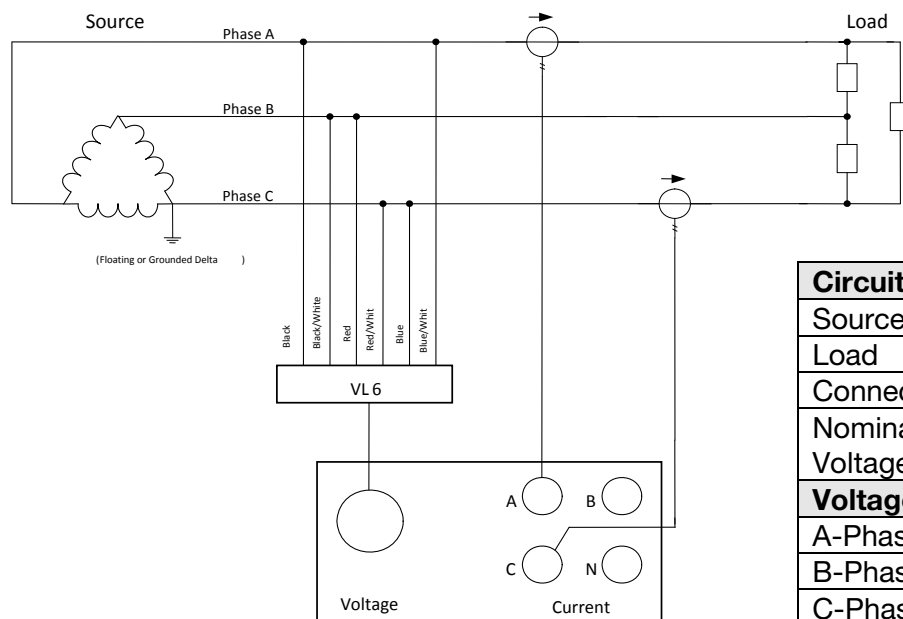 Source
Load
Phase A
Phase B
Phase C
(Floating or Grounded Delta )
Black
Black/White
Red
Red/Whit
Blue
Blue/Whit
VL 6
A
B
C
N
Voltage
Current
Circuit
Source
Load
Connec
Nomina
Voltage
Voltag
A-Phas
B-Phas
C-Phas